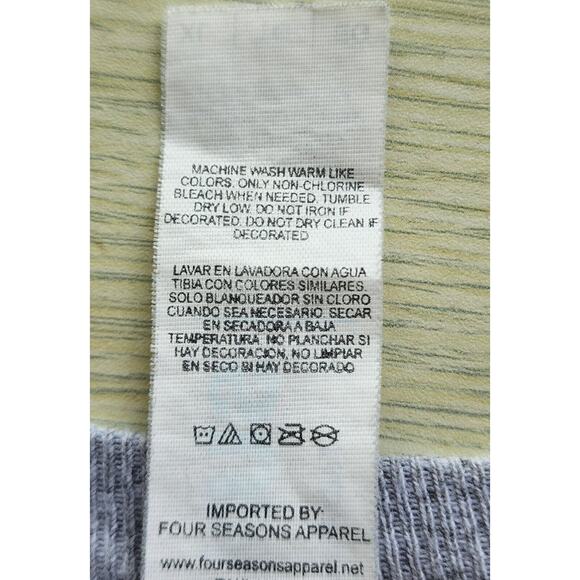 MACHINE WASH WARM LIKE
COLORS. ONLY NON-CHLORINE
BLEACH WHEN NEEDED. TUMBLE
DRY LOW. DO NOT IRON IF
DECORATED. DO NOT DRY CLEAN IF
DECORATED
LAVAR EN LAVADORA CON AGUA
TIBIA CON COLORES SIMILARES.
SOLO BLANQUEADOR SIN CLORO
CUANDO SEA NECESARIO. SECAR
EN SECADORA A BAJA
TEMPERATURA. NO PLANCHAR SI
HAY DECORACION, NO LIMPIAR
EN SECO SI HAY DECORADO
IMPORTED BY:
FOUR SEASONS APPAREL
www.fourseasonsapparel.net